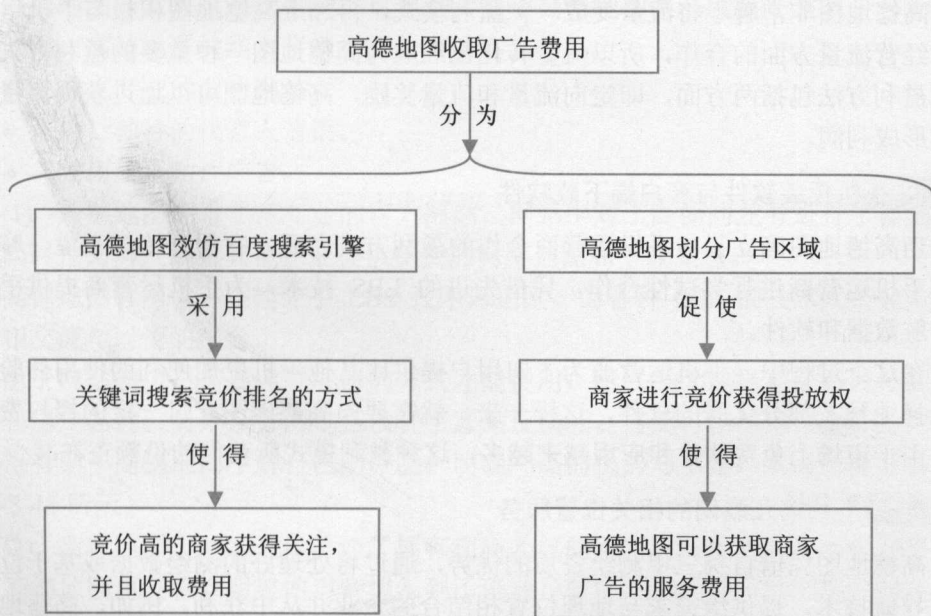 高德地图收取广告费用
分为
高德地图效仿百度搜索引擎
高德地图划分广告区域
采用
促使
关键词搜索竞价排名的方式
商家进行竞价获得投放权
使得
使得
竞价高的商家获得关注，
并且收取费用
高德地图可以获取商家
广告的服务费用